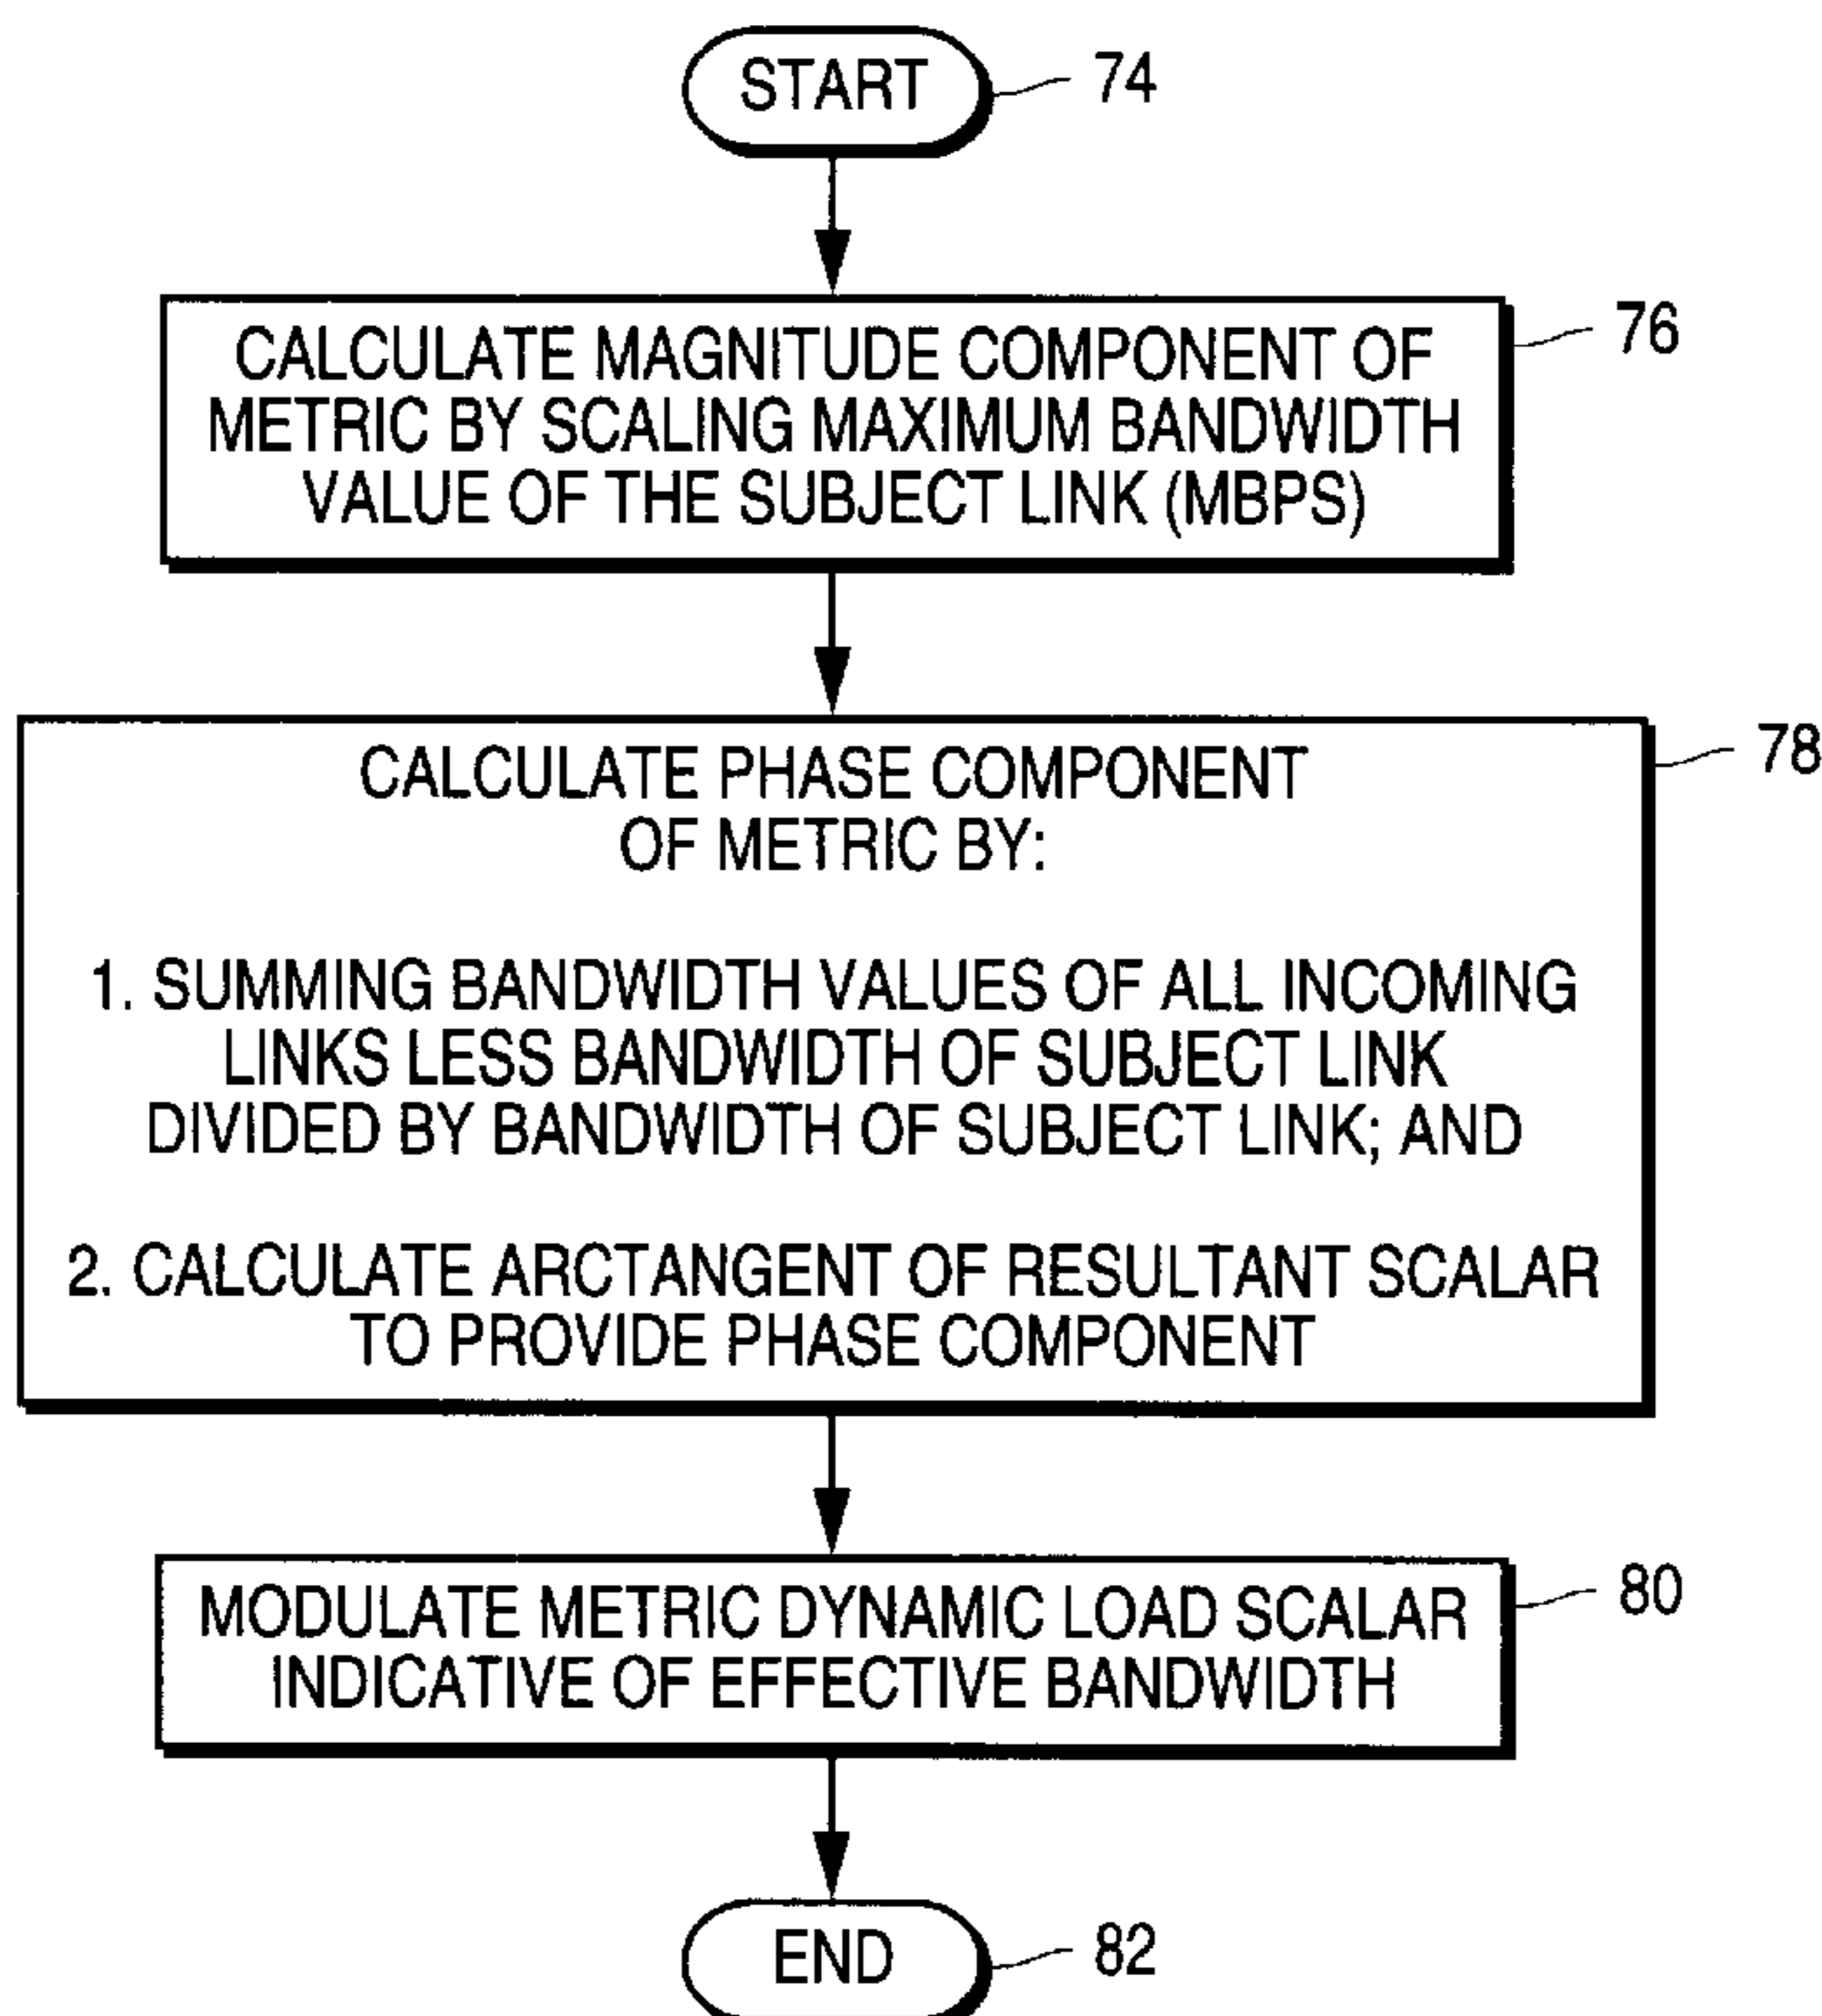 START
74
CALCULATE MAGNITUDE COMPONENT OF
METRIC BY SCALING MAXIMUM BANDWIDTH
VALUE OF THE SUBJECT LINK (MBPS)
76
CALCULATE PHASE COMPONENT
OF METRIC BY:
1. SUMMING BANDWIDTH VALUES OF ALL INCOMING
LINKS LESS BANDWIDTH OF SUBJECT LINK
DIVIDED BY BANDWIDTH OF SUBJECT LINK; AND
2. CALCULATE ARCTANGENT OF RESULTANT SCALAR
TO PROVIDE PHASE COMPONENT
78
MODULATE METRIC DYNAMIC LOAD SCALAR
INDICATIVE OF EFFECTIVE BANDWIDTH
80
END
82